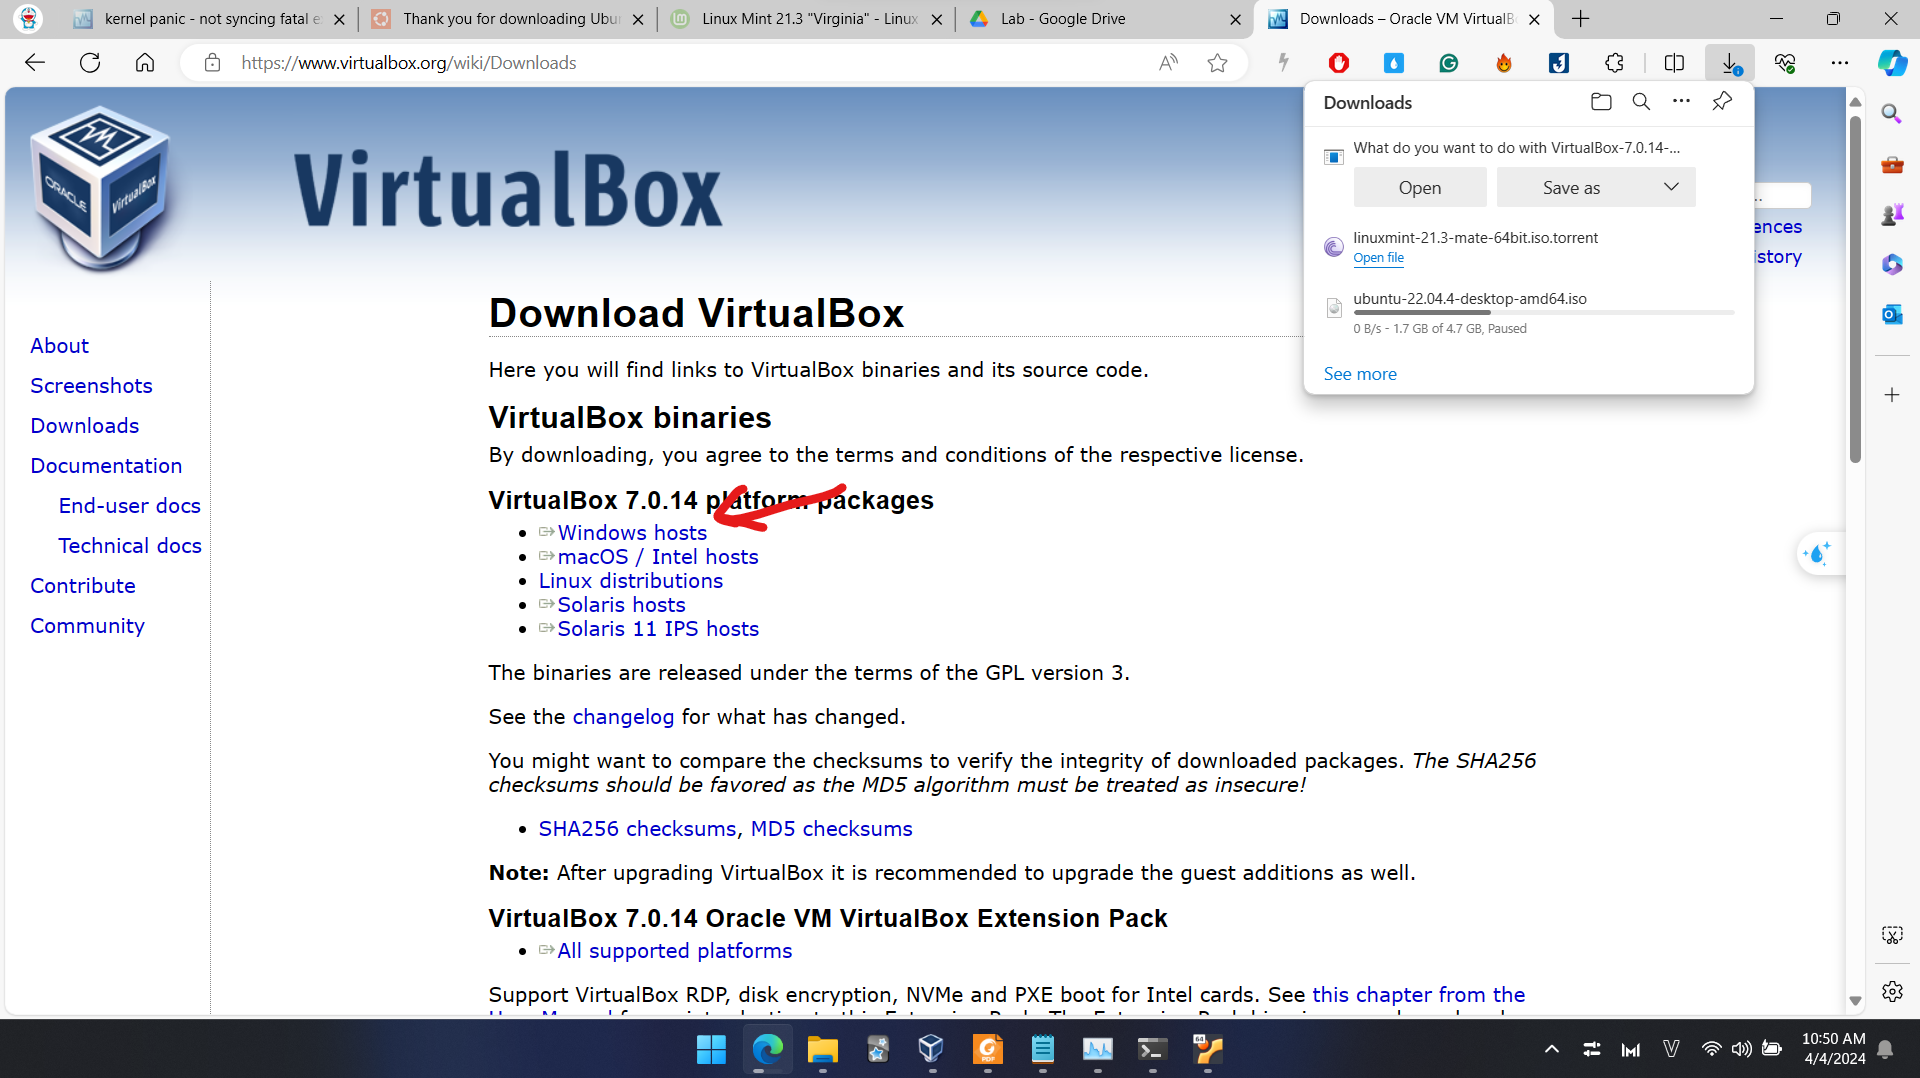 kernel panic - not syncing fatal e
Thank you for downloading Ubu
Linux Mint 21.3 "Virginia" - Linux
Lab - Google Drive
Downloads – Oracle VM VirtualB
https://www.virtualbox.org/wiki/Downloads
Downloads
What do you want to do with VirtualBox-7.0.14-...
Open
Save as
linuxmint-21.3-mate-64bit.iso.torrent
Open file
ubuntu-22.04.4-desktop-amd64.iso
0 B/s - 1.7 GB of 4.7 GB, Paused
See more
ences
istory
ORACLE
VirtualBox
VirtualBox
About
Screenshots
Downloads
Documentation
End-user docs
Technical docs
Contribute
Community
Download VirtualBox
Here you will find links to VirtualBox binaries and its source code.
VirtualBox binaries
By downloading, you agree to the terms and conditions of the respective license.
VirtualBox 7.0.14 platform packages
Windows hosts
macOS / Intel hosts
Linux distributions
Solaris hosts
Solaris 11 IPS hosts
The binaries are released under the terms of the GPL version 3.
See the changelog for what has changed.
You might want to compare the checksums to verify the integrity of downloaded packages. The SHA256
checksums should be favored as the MD5 algorithm must be treated as insecure!
SHA256 checksums, MD5 checksums
Note: After upgrading VirtualBox it is recommended to upgrade the guest additions as well.
VirtualBox 7.0.14 Oracle VM VirtualBox Extension Pack
All supported platforms
Support VirtualBox RDP, disk encryption, NVMe and PXE boot for Intel cards. See this chapter from the
10:50 AM
4/4/2024